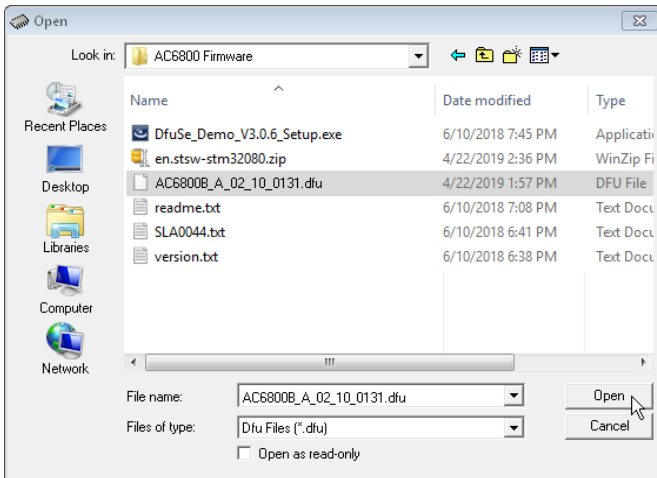 Open
Look in: AC6800 Firmware
Recent Places
Desktop
Libraries
Computer
Network
Name Date modified Type
DfuSe_Demo_V3.0.6_Setup.exe 6/10/2018 7:45 PM Applicati
en.stsw-stm32080.zip 4/22/2019 2:36 PM WinZip Fi
AC6800B_A_02_10_0131.dfu 4/22/2019 1:57 PM DFU File
readme.txt 6/10/2018 7:08 PM Text Docu
SLA0044.txt 6/10/2018 6:41 PM Text Docu
version.txt 6/10/2018 6:38 PM Text Docu
File name: AC6800B_A_02_10_0131.dfu Open
Files of type: Dfu Files (*.dfu) Cancel
Open as read-only